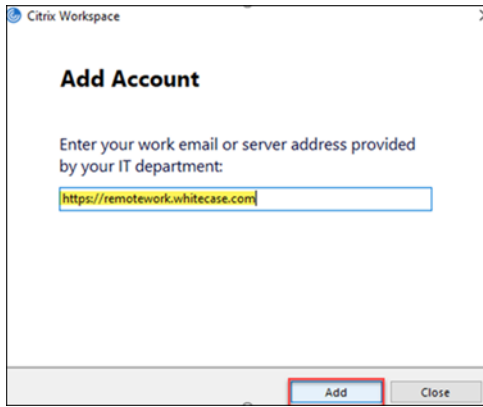 Citrix Workspace
Add Account
Enter your work email or server address provided
by your IT department:
https://remotework.whitecase.com
Add
Close